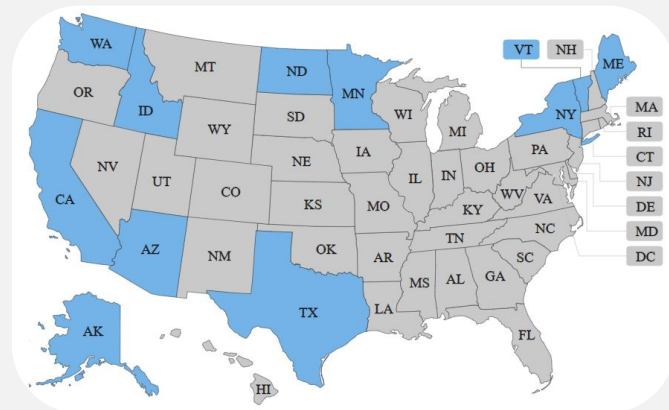 WA
MT
ND
MN
VT
NH
ME
OR
ID
WY
SD
WI
MI
NY
MA
RI
CT
NJ
DE
MD
DC
NV
UT
CO
NE
IA
IL
IN
OH
PA
CA
KS
MO
KY
WV
VA
AZ
NM
OK
AR
TN
NC
SC
TX
LA
MS
AL
GA
FL
AK
HI